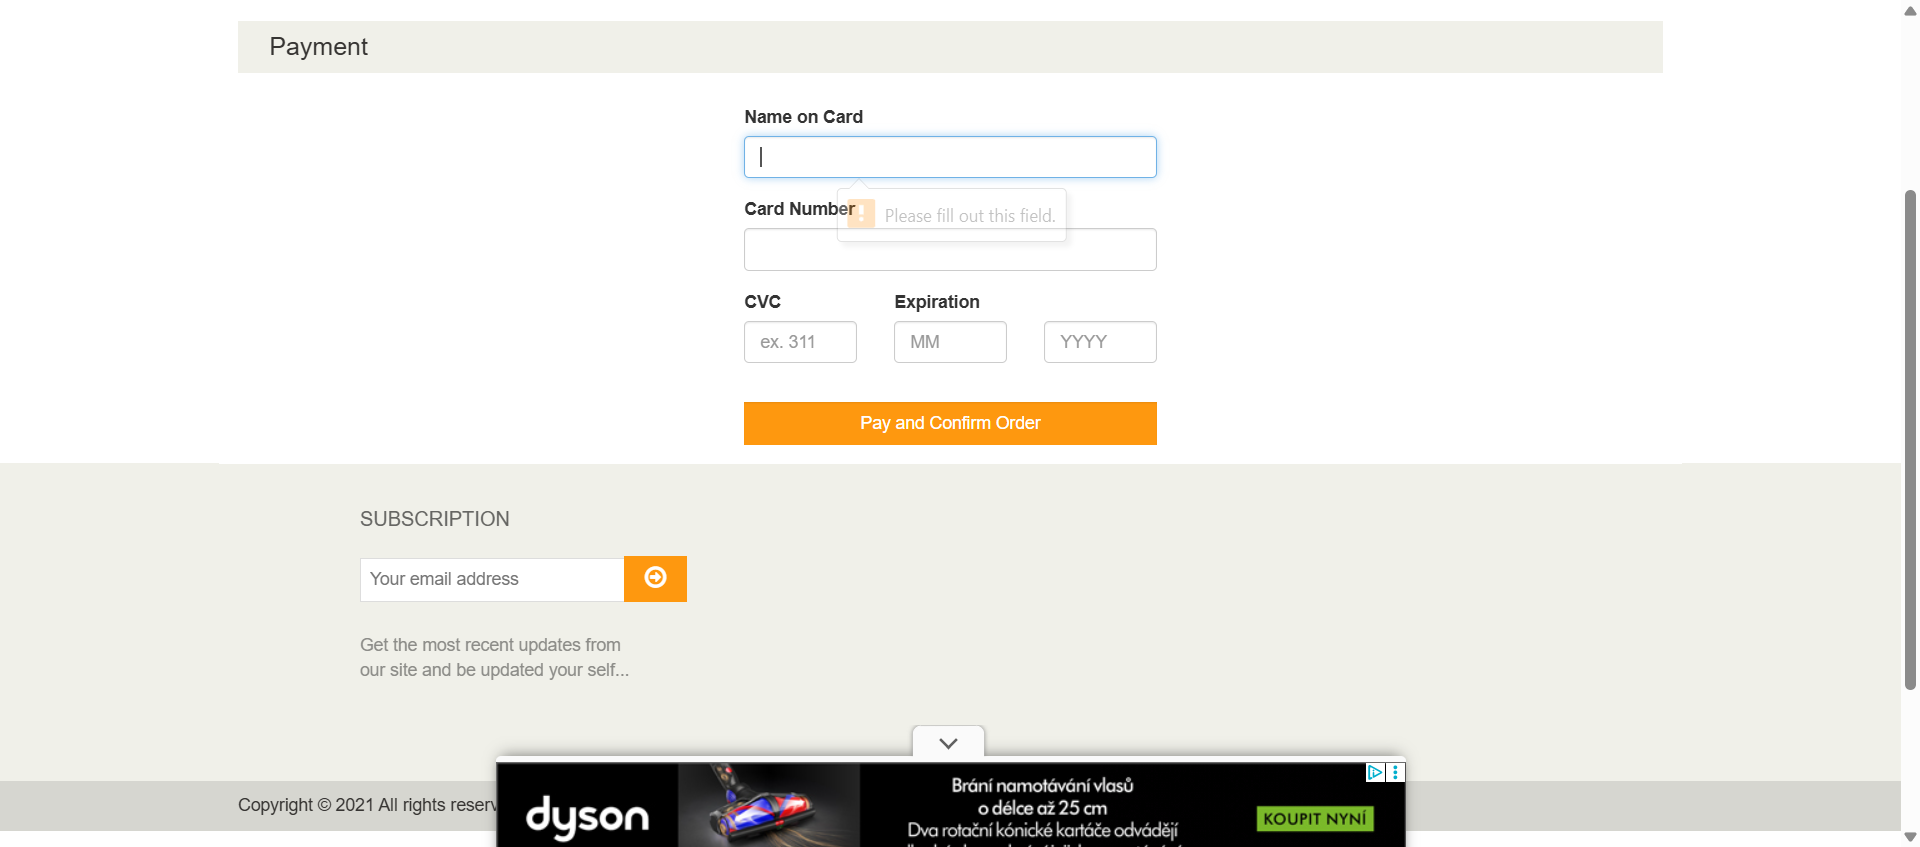 Payment
Name on Card
Card Number
Please fill out this field.
CVC
Expiration
ex. 311
MM
YYYY
Pay and Confirm Order
SUBSCRIPTION
Your email address
Get the most recent updates from
our site and be updated your self...
Copyright © 2021 All rights reserv
dyson
Brání namotávání vlasů
o délce až 25 cm
Dva rotační kónické kartáče odvádějí
KOUPIT NYNÍ